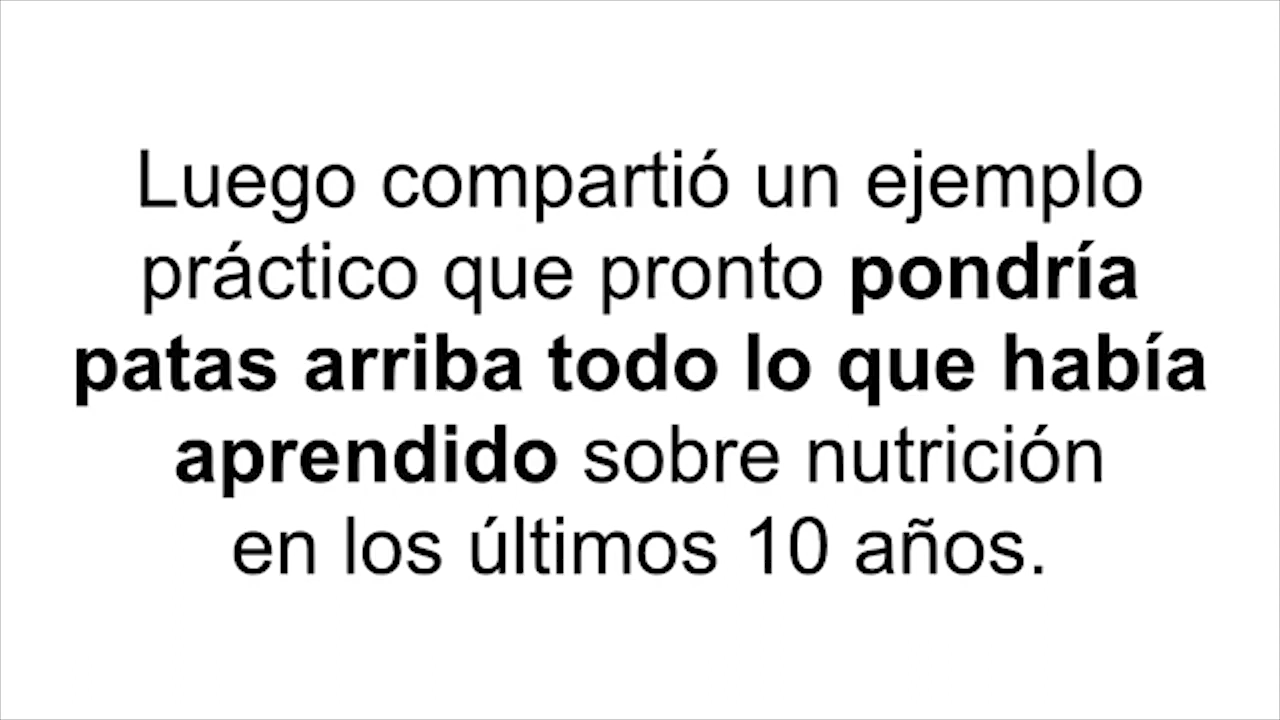 Luego compartió un ejemplo
práctico que pronto pondría
patas arriba todo lo que había
aprendido sobre nutrición
en los últimos 10 años.